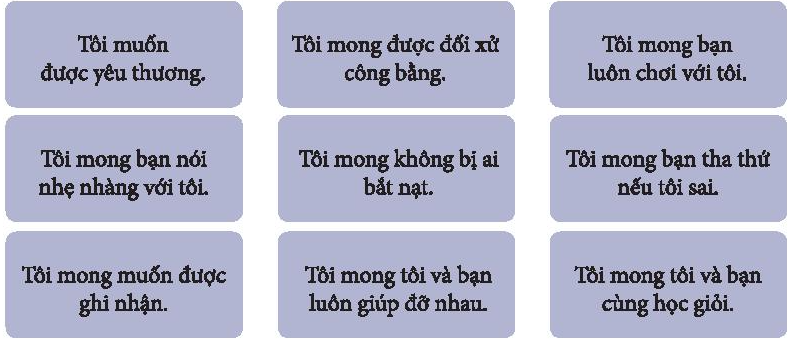 Tôi muốn
được yêu thương.
Tôi mong được đối xử
công bằng.
Tôi mong bạn
luôn chơi với tôi.
Tôi mong bạn nói
nhẹ nhàng với tôi.
Tôi mong không bị ai
bắt nạt.
Tôi mong bạn tha thứ
nếu tôi sai.
Tôi mong muốn được
ghi nhận.
Tôi mong tôi và bạn
luôn giúp đỡ nhau.
Tôi mong tôi và bạn
cùng học giỏi.